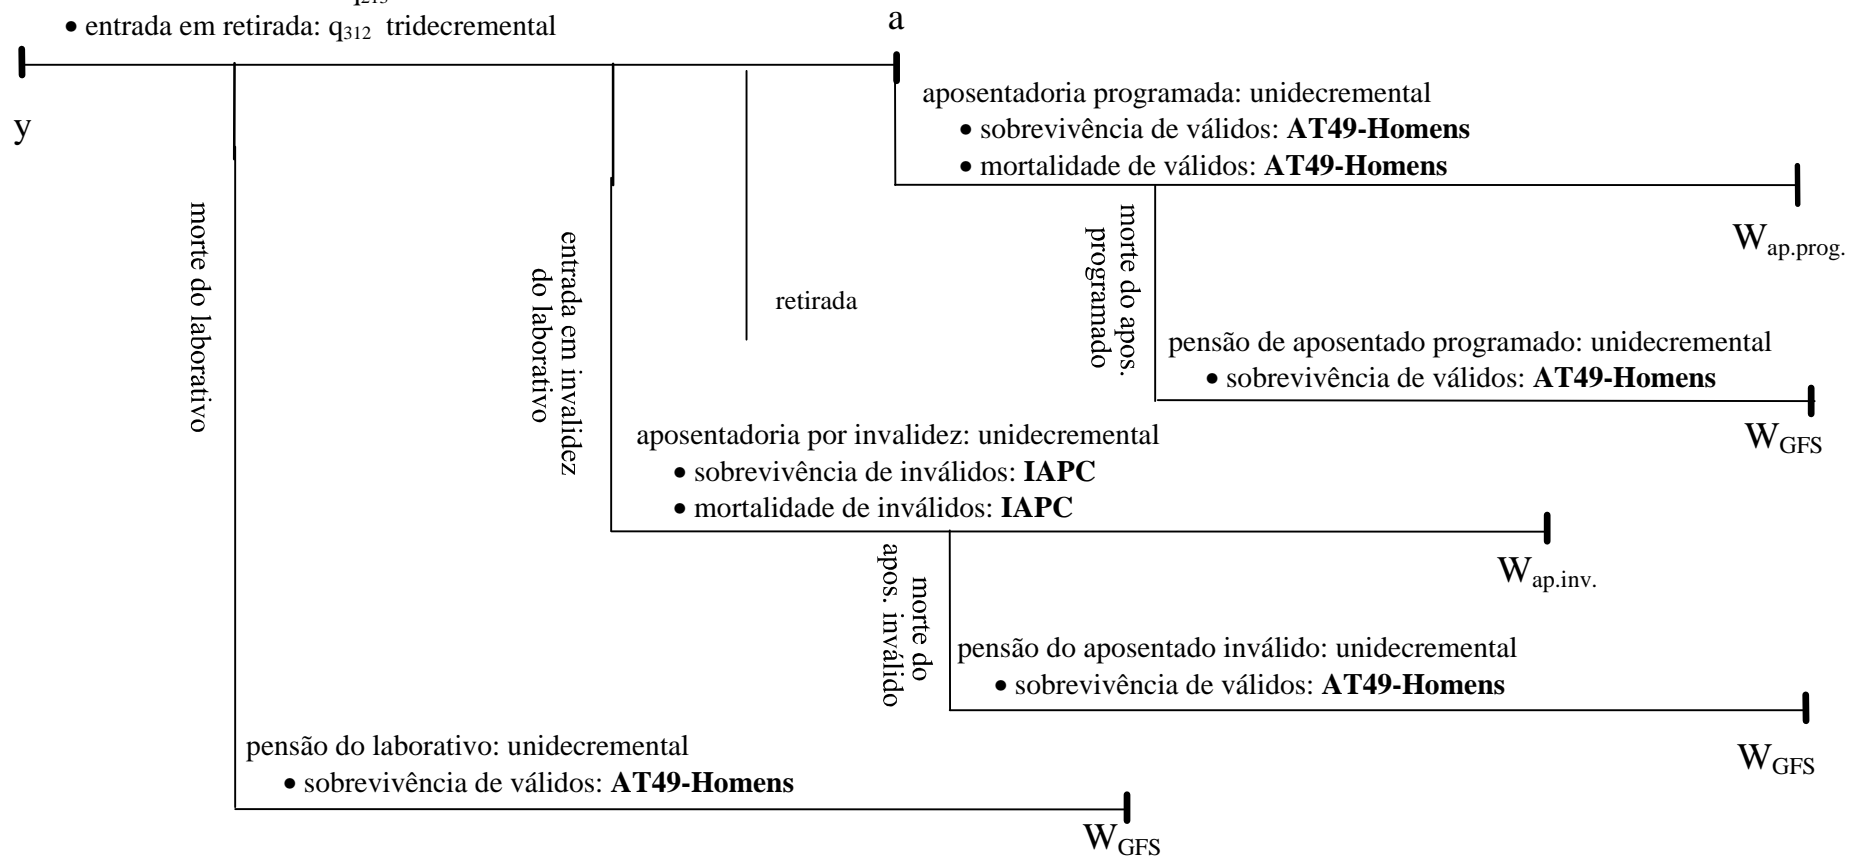 • entrada em retirada: q312 tridecremental
a
y
aposentadoria programada: unidecremental
• sobrevivência de válidos: AT49-Homens
• mortalidade de válidos: AT49-Homens
Wap.prog.
morte do laborativo
entrada em invalidez
do laborativo
retirada
morte do apos.
programado
pensão de aposentado programado: unidecremental
• sobrevivência de válidos: AT49-Homens
WGFS
aposentadoria por invalidez: unidecremental
• sobrevivência de inválidos: IAPC
• mortalidade de inválidos: IAPC
Wap.inv.
morte do
apos. inválido
pensão do aposentado inválido: unidecremental
• sobrevivência de válidos: AT49-Homens
WGFS
pensão do laborativo: unidecremental
• sobrevivência de válidos: AT49-Homens
WGFS